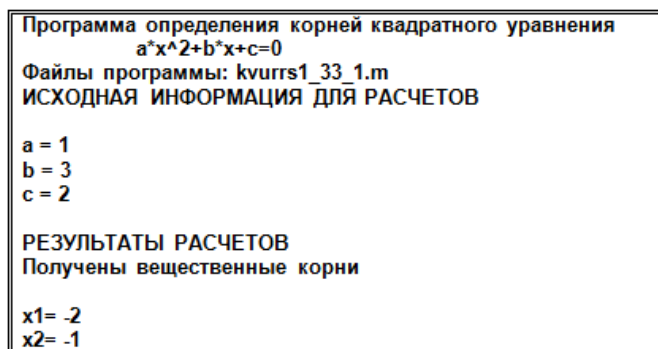 Программа определения корней квадратного уравнения
a*x^2+b*x+c=0
Файлы программы: kvurrs1_33_1.m
ИСХОДНАЯ ИНФОРМАЦИЯ ДЛЯ РАСЧЕТОВ
a = 1
b = 3
c = 2
РЕЗУЛЬТАТЫ РАСЧЕТОВ
Получены вещественные корни
x1= -2
x2= -1